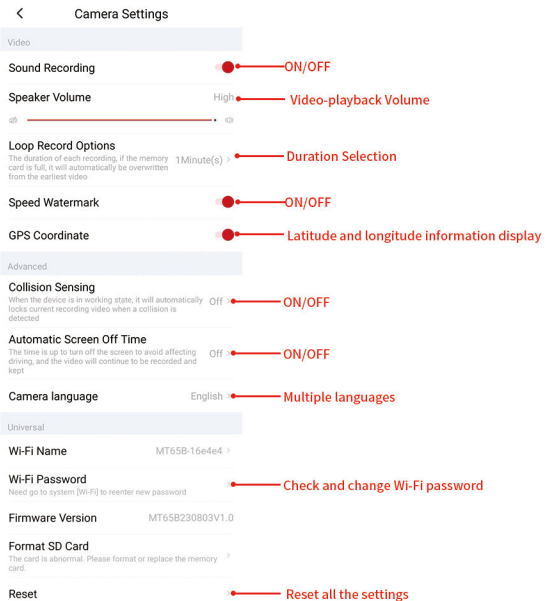 Camera Settings
Video
Sound Recording
ON/OFF
Speaker Volume
High
Video-playback Volume
Loop Record Options
The duration of each recording, if the memory
card is full, it will automatically be overwritten
from the earliest video
1Minute(s)
Duration Selection
Speed Watermark
ON/OFF
GPS Coordinate
Latitude and longitude information display
Advanced
Collision Sensing
When the device is in working state, it will automatically
locks current recording video when a collision is
detected
Off
ON/OFF
Automatic Screen Off Time
The time is up to turn off the screen to avoid affecting
driving, and the video will continue to be recorded and
kept
Off
ON/OFF
Camera language
English
Multiple languages
Universal
Wi-Fi Name
MT65B-16e4e4
Wi-Fi Password
Need go to system [Wi-Fi] to reenter new password
Check and change Wi-Fi password
Firmware Version
MT65B230803V1.0
Format SD Card
The card is abnormal. Please format or replace the memory
card.
Reset
Reset all the settings